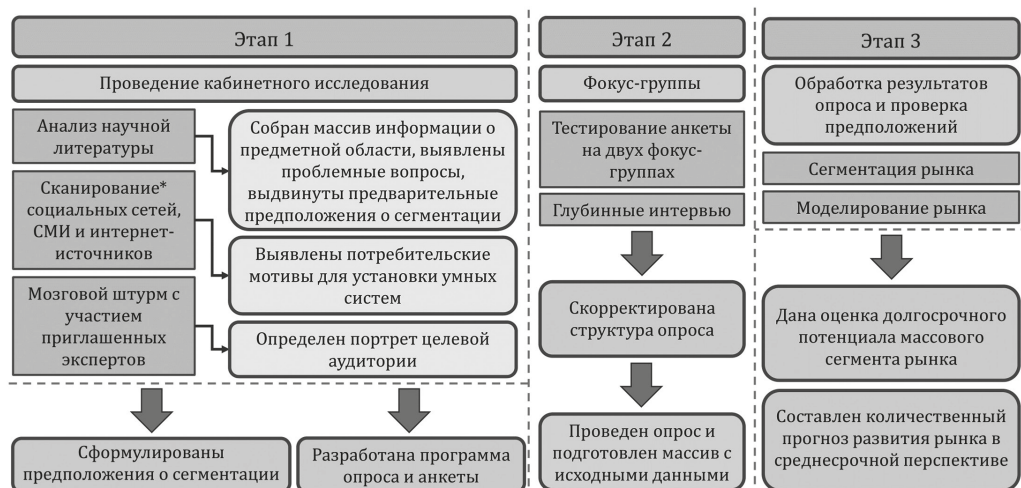 Этап 1
Проведение кабинетного исследования
Анализ научной
литературы
Собран массив информации о
предметной области, выявлены
проблемные вопросы,
выдвинуты предварительные
предположения о сегментации
Сканирование*
социальных сетей,
СМИ и интернет-
источников
Выявлены потребительские
мотивы для установки умных
систем
Мозговой штурм с
участием
приглашенных
экспертов
Определен портрет целевой
аудитории
Сформулированы
предположения о сегментации
Разработана программа
опроса и анкеты
Этап 2
Фокус-группы
Тестирование анкеты
на двух фокус-
группах
Глубинные интервью
Скорректирована
структура опроса
Проведен опрос и
подготовлен массив с
исходными данными
Этап 3
Обработка результатов
опроса и проверка
предположений
Сегментация рынка
Моделирование рынка
Дана оценка долгосрочного
потенциала массового
сегмента рынка
Составлен количественный
прогноз развития рынка в
среднесрочной перспективе